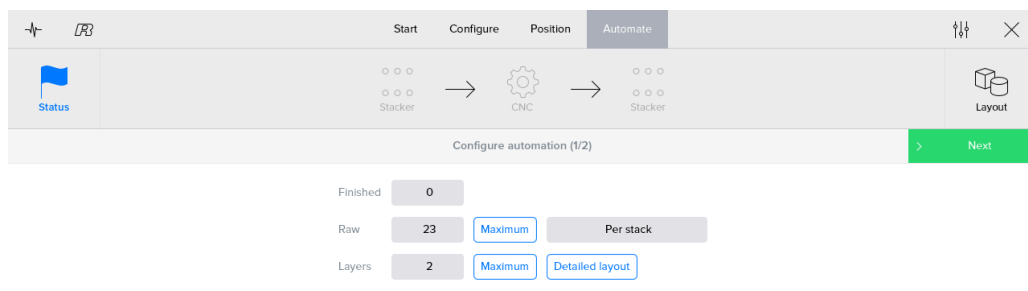 Start Configure Position Automate
Status Stacker CNC Stacker Layout
Configure automation (1/2) Next
Finished 0
Raw 23 Maximum Per stack
Layers 2 Maximum Detailed layout